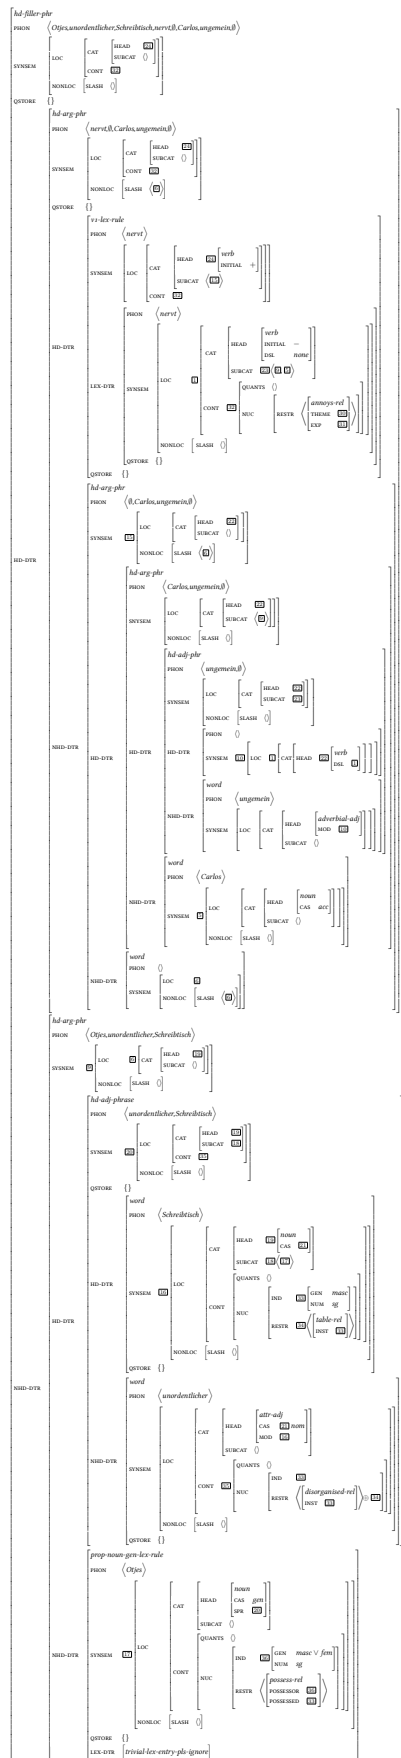 hd-filler-phr
PHON ⟨Otjes,unordentlicher,Schreibtisch,nervt,∅,Carlos,ungemein,∅⟩
HEAD
CAT
LOC SUBCAT ⟨⟩
SYNSEM
CONT
NONLOC [SLASH ⟨⟩]
QSTORE {}
hd-arg-phr
PHON ⟨nervt,∅,Carlos,ungemein,∅⟩
HEAD
CAT
LOC SUBCAT ⟨⟩
SYNSEM
CONT
NONLOC SLASH
QSTORE {}
v1-lex-rule
PHON ⟨nervt⟩
verb
HEAD
CAT INITIAL +
SYNSEM LOC
SUBCAT
CONT
PHON ⟨nervt⟩
verb
HEAD INITIAL −
CAT
DSL none
HD-DTR
SUBCAT
LOC 1
LEX-DTR SYNSEM
QUANTS ⟨⟩
annoys-rel
CONT
NUC RESTR THEME
EXP
NONLOC [SLASH ⟨⟩]
QSTORE {}
QSTORE {}
hd-arg-phr
PHON ⟨∅,Carlos,ungemein,∅⟩
HEAD
LOC CAT
SYNSEM SUBCAT ⟨⟩
NONLOC SLASH
HD-DTR
hd-arg-phr
PHON ⟨Carlos,ungemein,∅⟩
HEAD
LOC CAT
SNYSEM SUBCAT
NONLOC [SLASH ⟨⟩]
hd-adj-phr
PHON ⟨ungemein,∅⟩
HEAD
LOC CAT
SYNSEM SUBCAT
NONLOC [SLASH ⟨⟩]
NHD-DTR HD-DTR HD-DTR HD-DTR
PHON ⟨⟩
verb
SYNSEM LOC 1 CAT HEAD
DSL 1
word
PHON ⟨ungemein⟩
NHD-DTR
adverbial-adj
HEAD
SYNSEM LOC CAT MOD
SUBCAT ⟨⟩
word
PHON ⟨Carlos⟩
NHD-DTR
noun
HEAD
LOC CAT CAS acc
SYNSEM
SUBCAT ⟨⟩
NONLOC [SLASH ⟨⟩]
word
PHON ⟨⟩
NHD-DTR
LOC
SYSNEM
NONLOC SLASH
hd-arg-phr
PHON ⟨Otjes,unordentlicher,Schreibtisch⟩
HEAD
LOC CAT
SYSNEM SUBCAT ⟨⟩
NONLOC [SLASH ⟨⟩]
hd-adj-phrase
PHON ⟨unordentlicher,Schreibtisch⟩
HEAD
CAT
LOC SUBCAT
SYNSEM
CONT
NONLOC [SLASH ⟨⟩]
QSTORE {}
word
PHON ⟨Schreibtisch⟩
noun
HEAD
CAT CAS
SUBCAT
HD-DTR LOC
SYNSEM
QUANTS ⟨⟩
HD-DTR
GEN masc
IND
CONT NUM sg
NUC
table-rel
RESTR
INST
NONLOC [SLASH ⟨⟩]
QSTORE {}
NHD-DTR
word
PHON ⟨unordentlicher⟩
attr-adj
HEAD CAS nom
CAT
MOD
SUBCAT ⟨⟩
NHD-DTR LOC
SYNSEM
QUANTS ⟨⟩
IND
CONT
NUC disorganised-rel
RESTR ⊕
INST
NONLOC [SLASH ⟨⟩]
QSTORE {}
prop-noun-gen-lex-rule
PHON ⟨Otjes⟩
noun
HEAD CAS gen
CAT
SPR
SUBCAT ⟨⟩
LOC
QUANTS ⟨⟩
NHD-DTR SYNSEM
GEN masc ∨ fem
IND
NUM sg
CONT
NUC
possess-rel
RESTR POSSESSOR
POSSESSED
NONLOC [SLASH ⟨⟩]
QSTORE {}
LEX-DTR [trivial-lex-entry-pls-ignore]